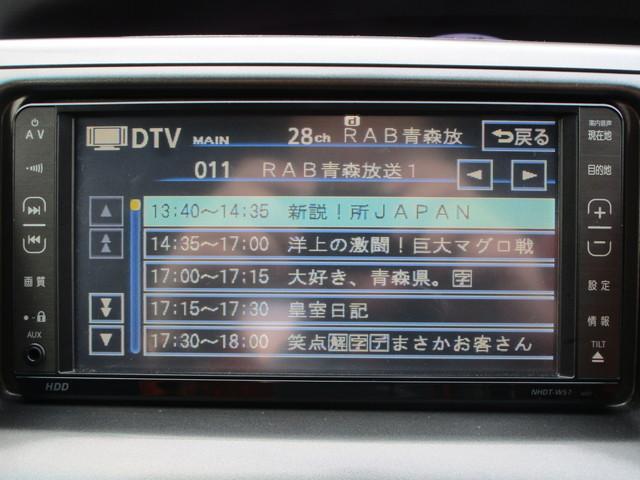 DTV MAIN 28ch RAB青森放 戻る
011 RAB青森放送1
13:40～14:35 新説!所JAPAN
14:35～17:00 洋上の激闘!巨大マグロ戦
17:00～17:15 大好き、青森県。字
17:15～17:30 皇室日記
17:30～18:00 笑点解字デまさかお客さん
AV
画質
AUX
HDD
案内音声
現在地
目的地
設定
情報
TILT
NHDT-W57